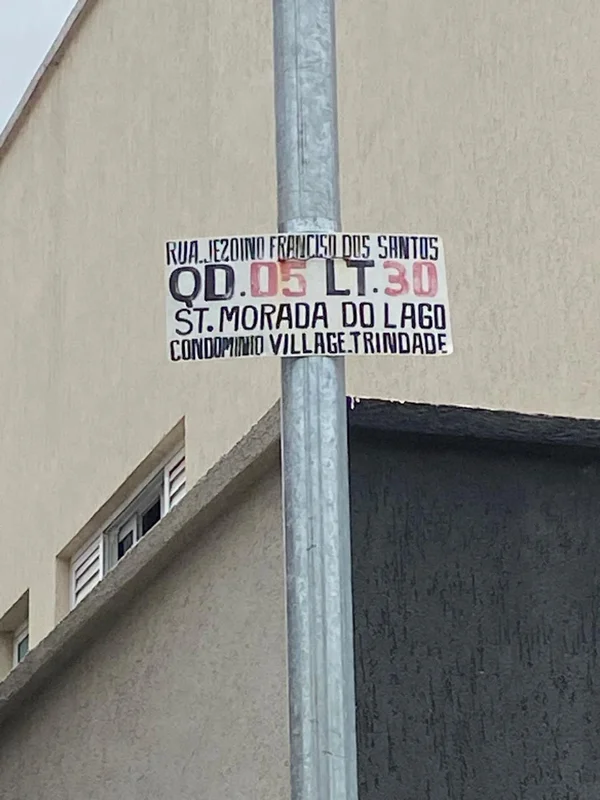 RUA.JEZOINO FRANCISO DOS SANTOS
QD.05 LT.30
ST.MORADA DO LAGO
CONDOMINIO VILLAGE.TRINDADE